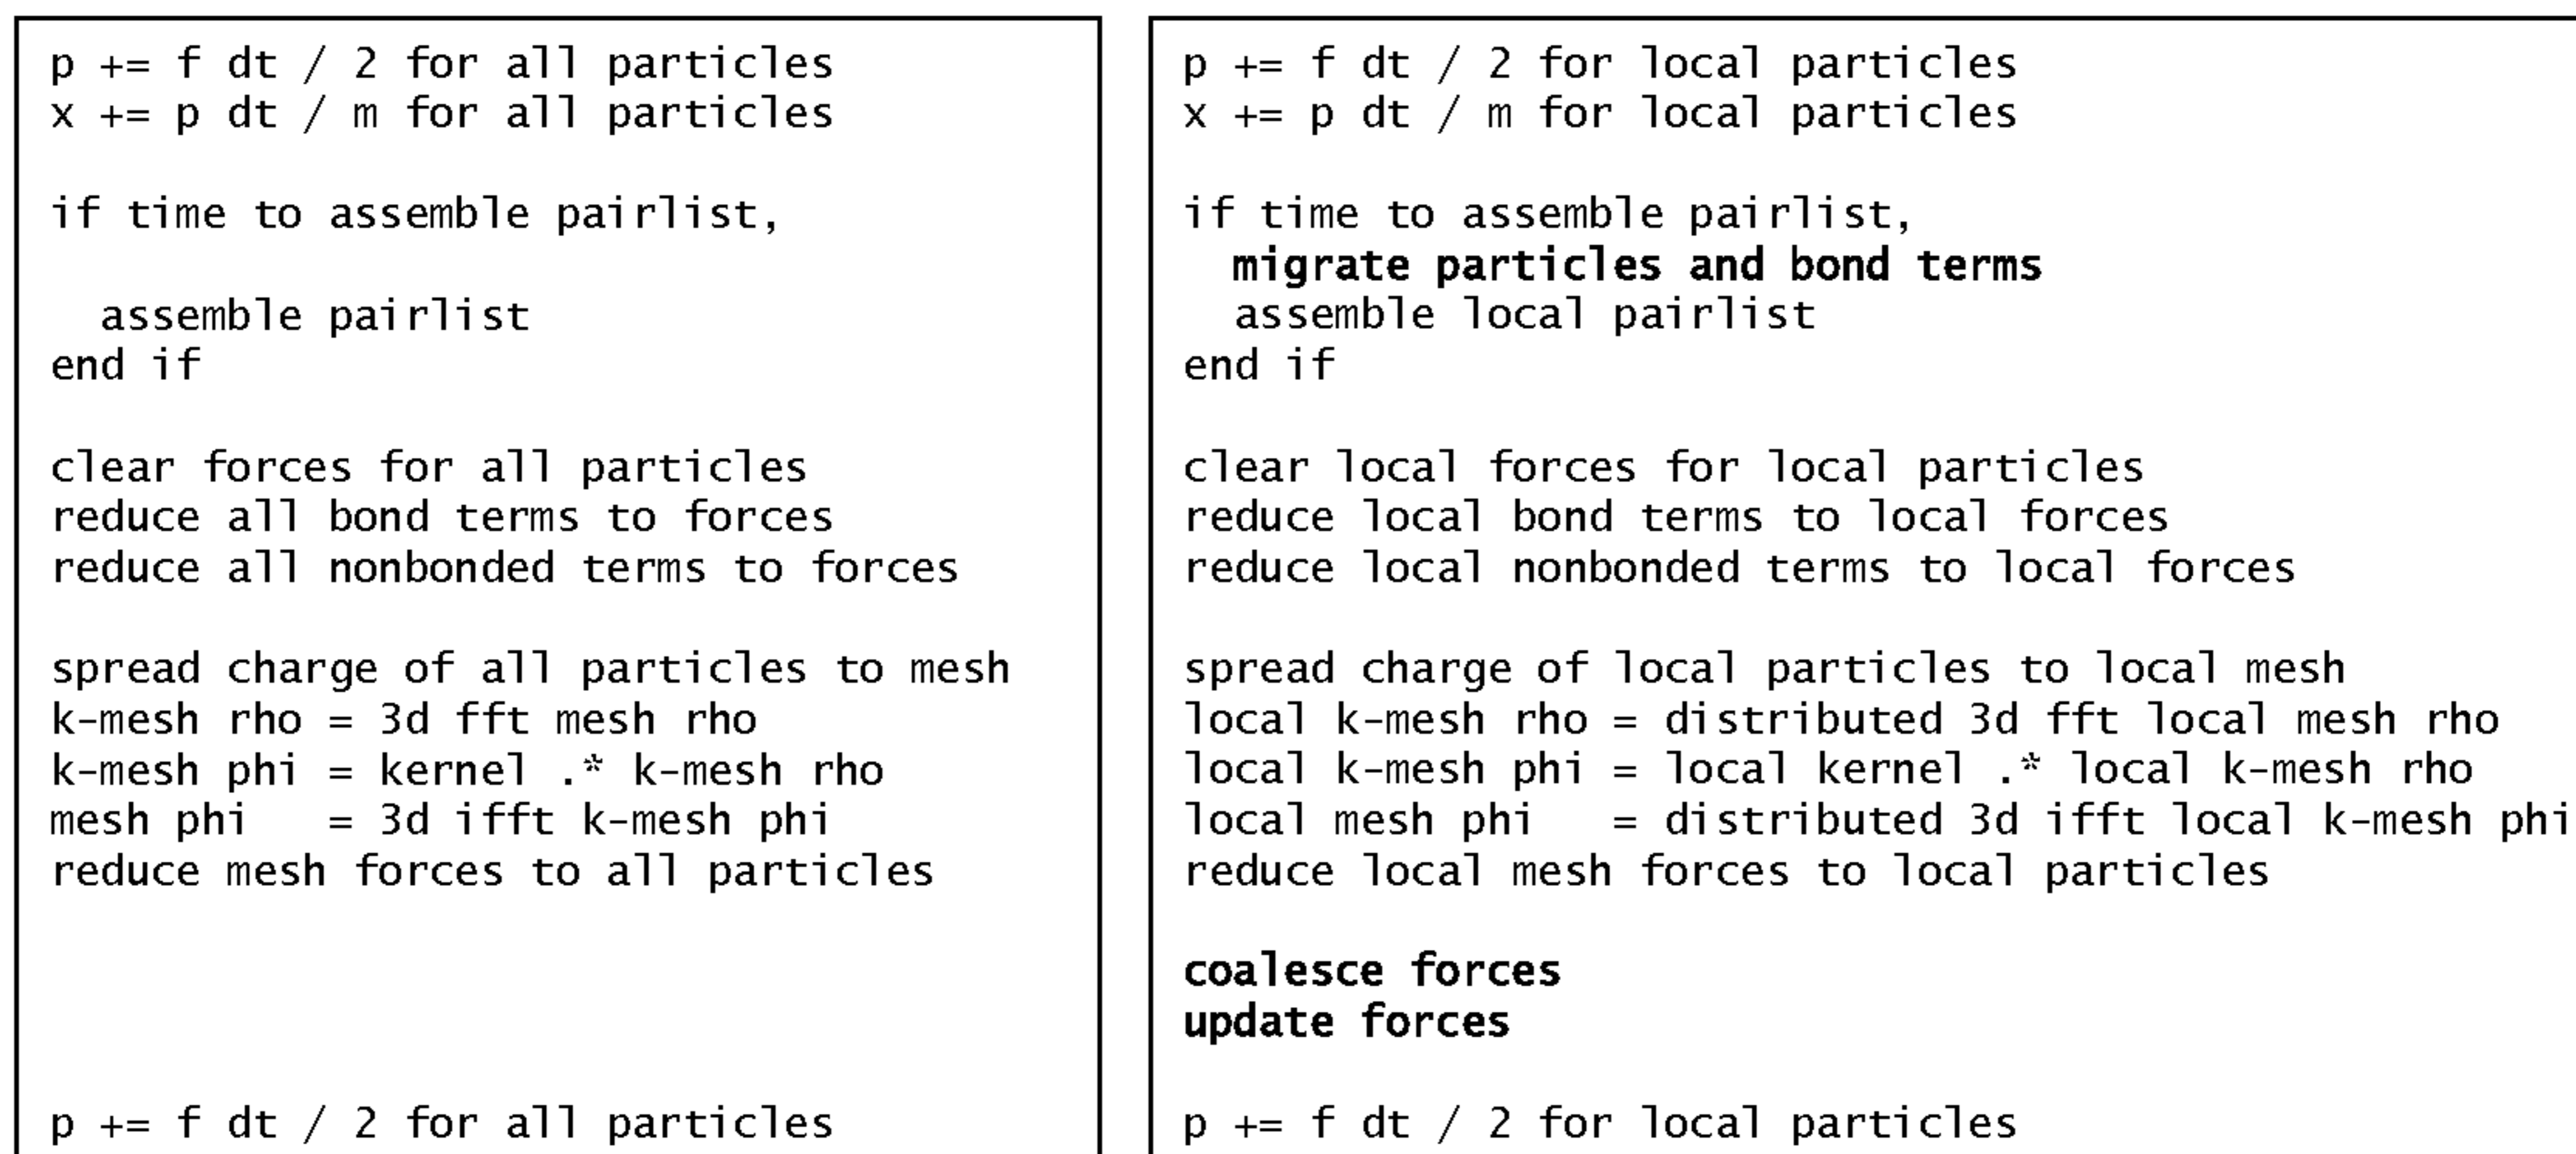 p += f dt / 2 for all particles
x += p dt / m for all particles
if time to assemble pairlist,
assemble pairlist
end if
clear forces for all particles
reduce all bond terms to forces
reduce all nonbonded terms to forces
spread charge of all particles to mesh
k-mesh rho = 3d fft mesh rho
k-mesh phi = kernel .* k-mesh rho
mesh phi = 3d ifft k-mesh phi
reduce mesh forces to all particles
p += f dt / 2 for all particles
p += f dt / 2 for local particles
x += p dt / m for local particles
if time to assemble pairlist,
migrate particles and bond terms
assemble local pairlist
end if
clear local forces for local particles
reduce local bond terms to local forces
reduce local nonbonded terms to local forces
spread charge of local particles to local mesh
local k-mesh rho = distributed 3d fft local mesh rho
local k-mesh phi = local kernel .* local k-mesh rho
local mesh phi = distributed 3d ifft local k-mesh phi
reduce local mesh forces to local particles
coalesce forces
update forces
p += f dt / 2 for local particles